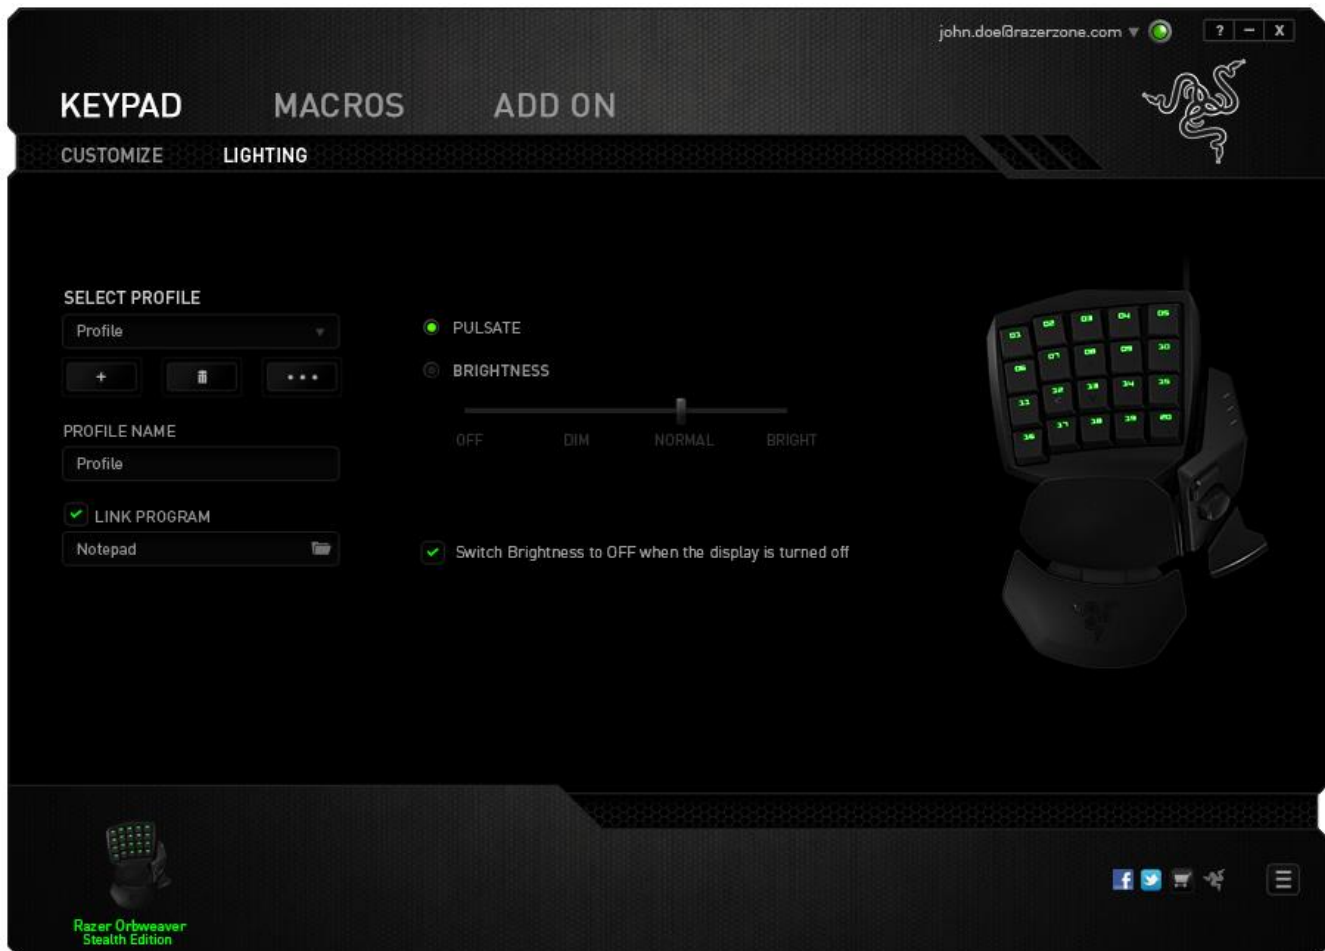 john.doe@razerzone.com
? – X
KEYPAD MACROS ADD ON
CUSTOMIZE LIGHTING
SELECT PROFILE
Profile
+ ...
PROFILE NAME
Profile
LINK PROGRAM
Notepad
PULSATE
BRIGHTNESS
OFF DIM NORMAL BRIGHT
Switch Brightness to OFF when the display is turned off
01 02 03 04 05
06 07 08 09 10
11 12 13 14 15
16 17 18 19 20
Razer Orbweaver
Stealth Edition